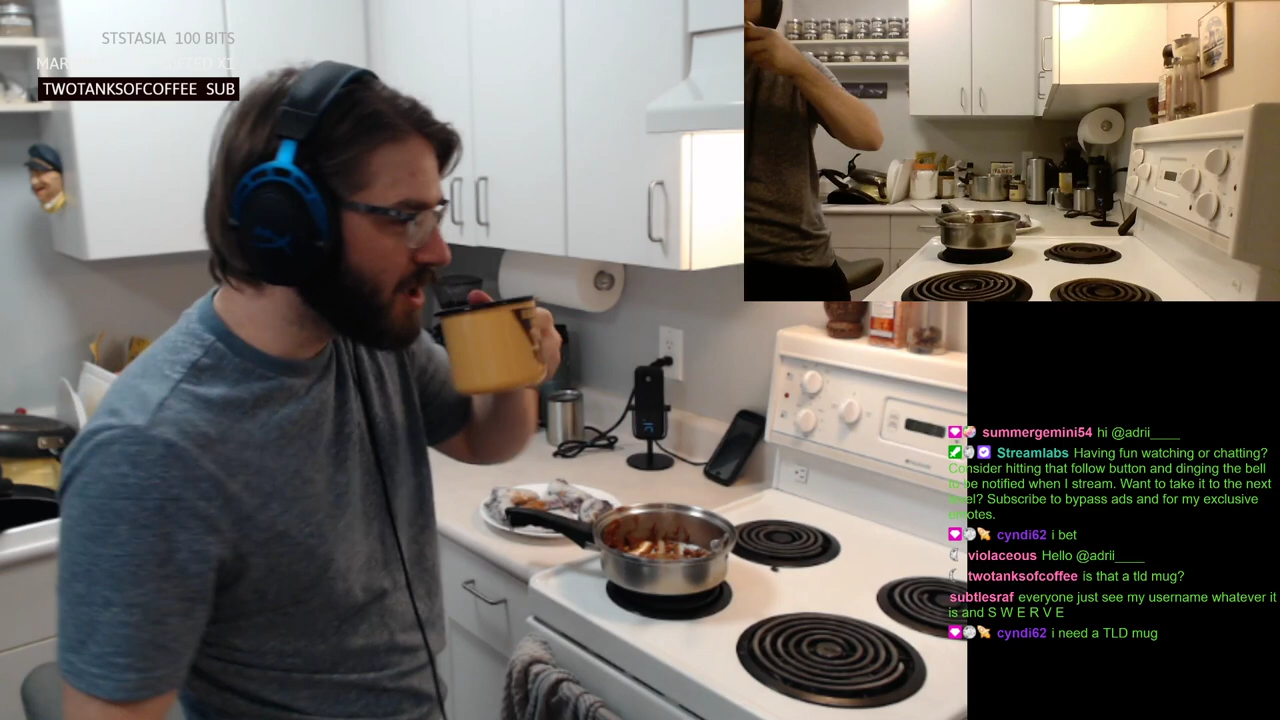 STSTASIA 100 BITS
TWOTANKSOFCOFFEE SUB
summergemini54 hi @adrii____
Streamlabs Having fun watching or chatting?
Consider hitting that follow button and dinging the bell
to be notified when I stream. Want to take it to the next
level? Subscribe to bypass ads and for my exclusive
emotes.
cyndi62 i bet
violaceous Hello @adrii____
twotanksofcoffee is that a tld mug?
subtlesraf everyone just see my username whatever it
is and S W E R V E
cyndi62 i need a TLD mug